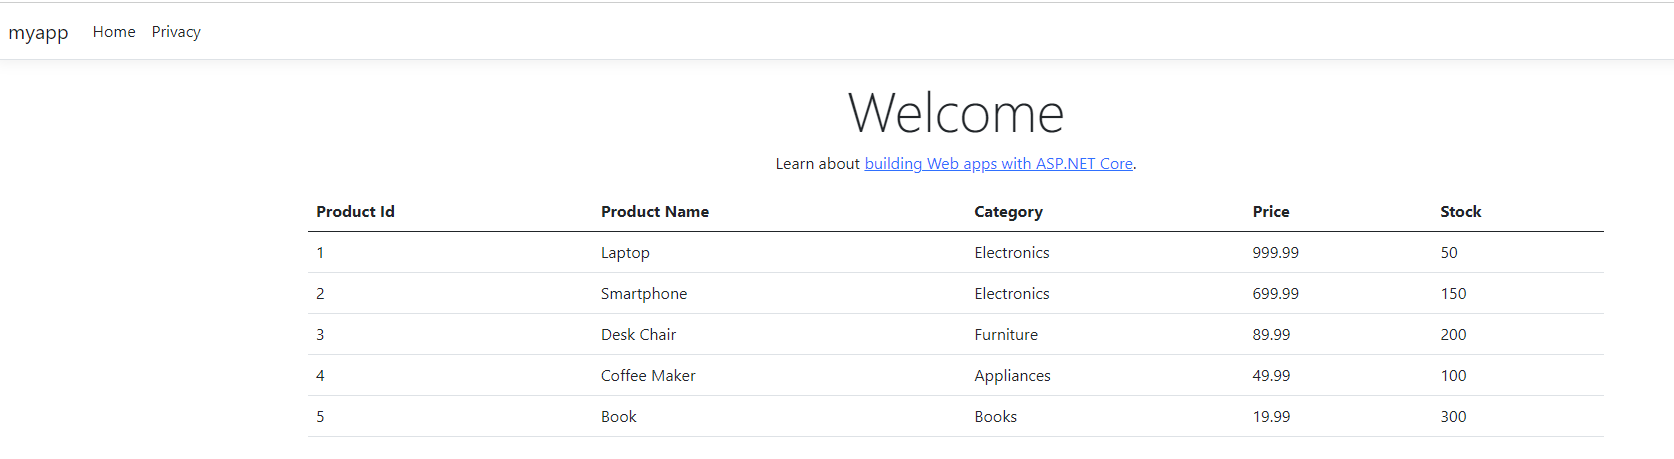 myapp Home Privacy
Welcome
Learn about building Web apps with ASP.NET Core.
Product Id Product Name Category Price Stock
1 Laptop Electronics 999.99 50
2 Smartphone Electronics 699.99 150
3 Desk Chair Furniture 89.99 200
4 Coffee Maker Appliances 49.99 100
5 Book Books 19.99 300